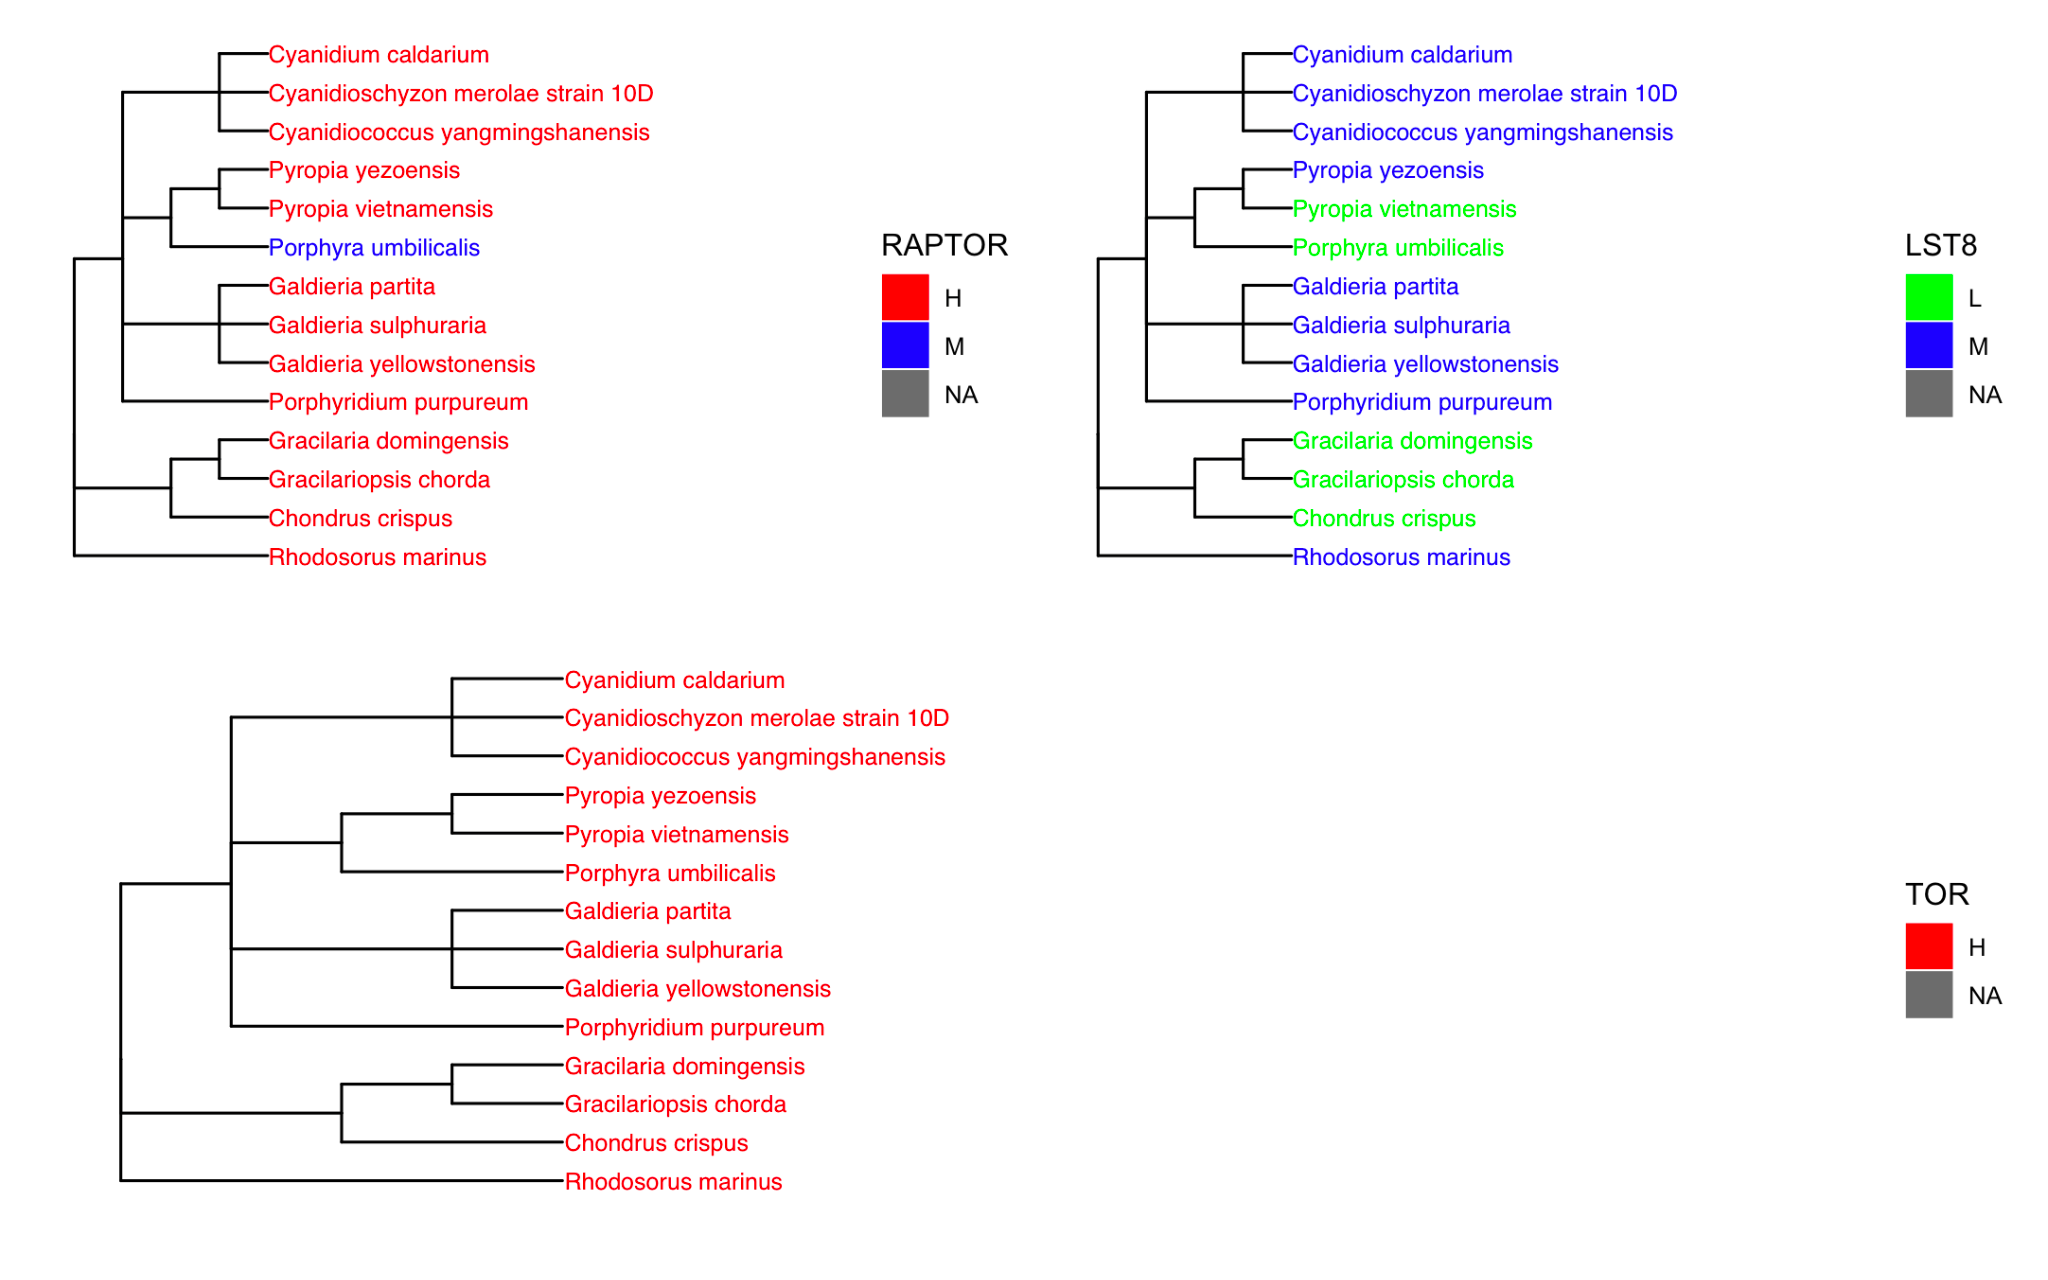 Cyanidium caldarium
Cyanidioschyzon merolae strain 10D
Cyanidiococcus yangmingshanensis
Pyropia yezoensis
Pyropia vietnamensis
Porphyra umbilicalis
Galdieria partita
Galdieria sulphuraria
Galdieria yellowstonensis
Porphyridium purpureum
Gracilaria domingensis
Gracilariopsis chorda
Chondrus crispus
Rhodosorus marinus
RAPTOR
H
M
NA
Cyanidium caldarium
Cyanidioschyzon merolae strain 10D
Cyanidiococcus yangmingshanensis
Pyropia yezoensis
Pyropia vietnamensis
Porphyra umbilicalis
Galdieria partita
Galdieria sulphuraria
Galdieria yellowstonensis
Porphyridium purpureum
Gracilaria domingensis
Gracilariopsis chorda
Chondrus crispus
Rhodosorus marinus
LST8
L
M
NA
Cyanidium caldarium
Cyanidioschyzon merolae strain 10D
Cyanidiococcus yangmingshanensis
Pyropia yezoensis
Pyropia vietnamensis
Porphyra umbilicalis
Galdieria partita
Galdieria sulphuraria
Galdieria yellowstonensis
Porphyridium purpureum
Gracilaria domingensis
Gracilariopsis chorda
Chondrus crispus
Rhodosorus marinus
TOR
H
NA